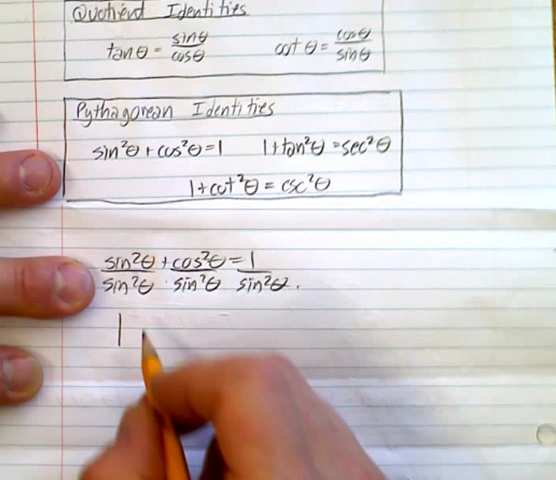 Quotient Identities
tanθ = sinθ/cosθ cot θ = cosθ/sinθ
Pythagorean Identities
sin²θ + cos²θ = 1 1 + tan²θ = sec²θ
1 + cot²θ = csc²θ
sin²θ/sin²θ + cos²θ/sin²θ = 1/sin²θ.
1